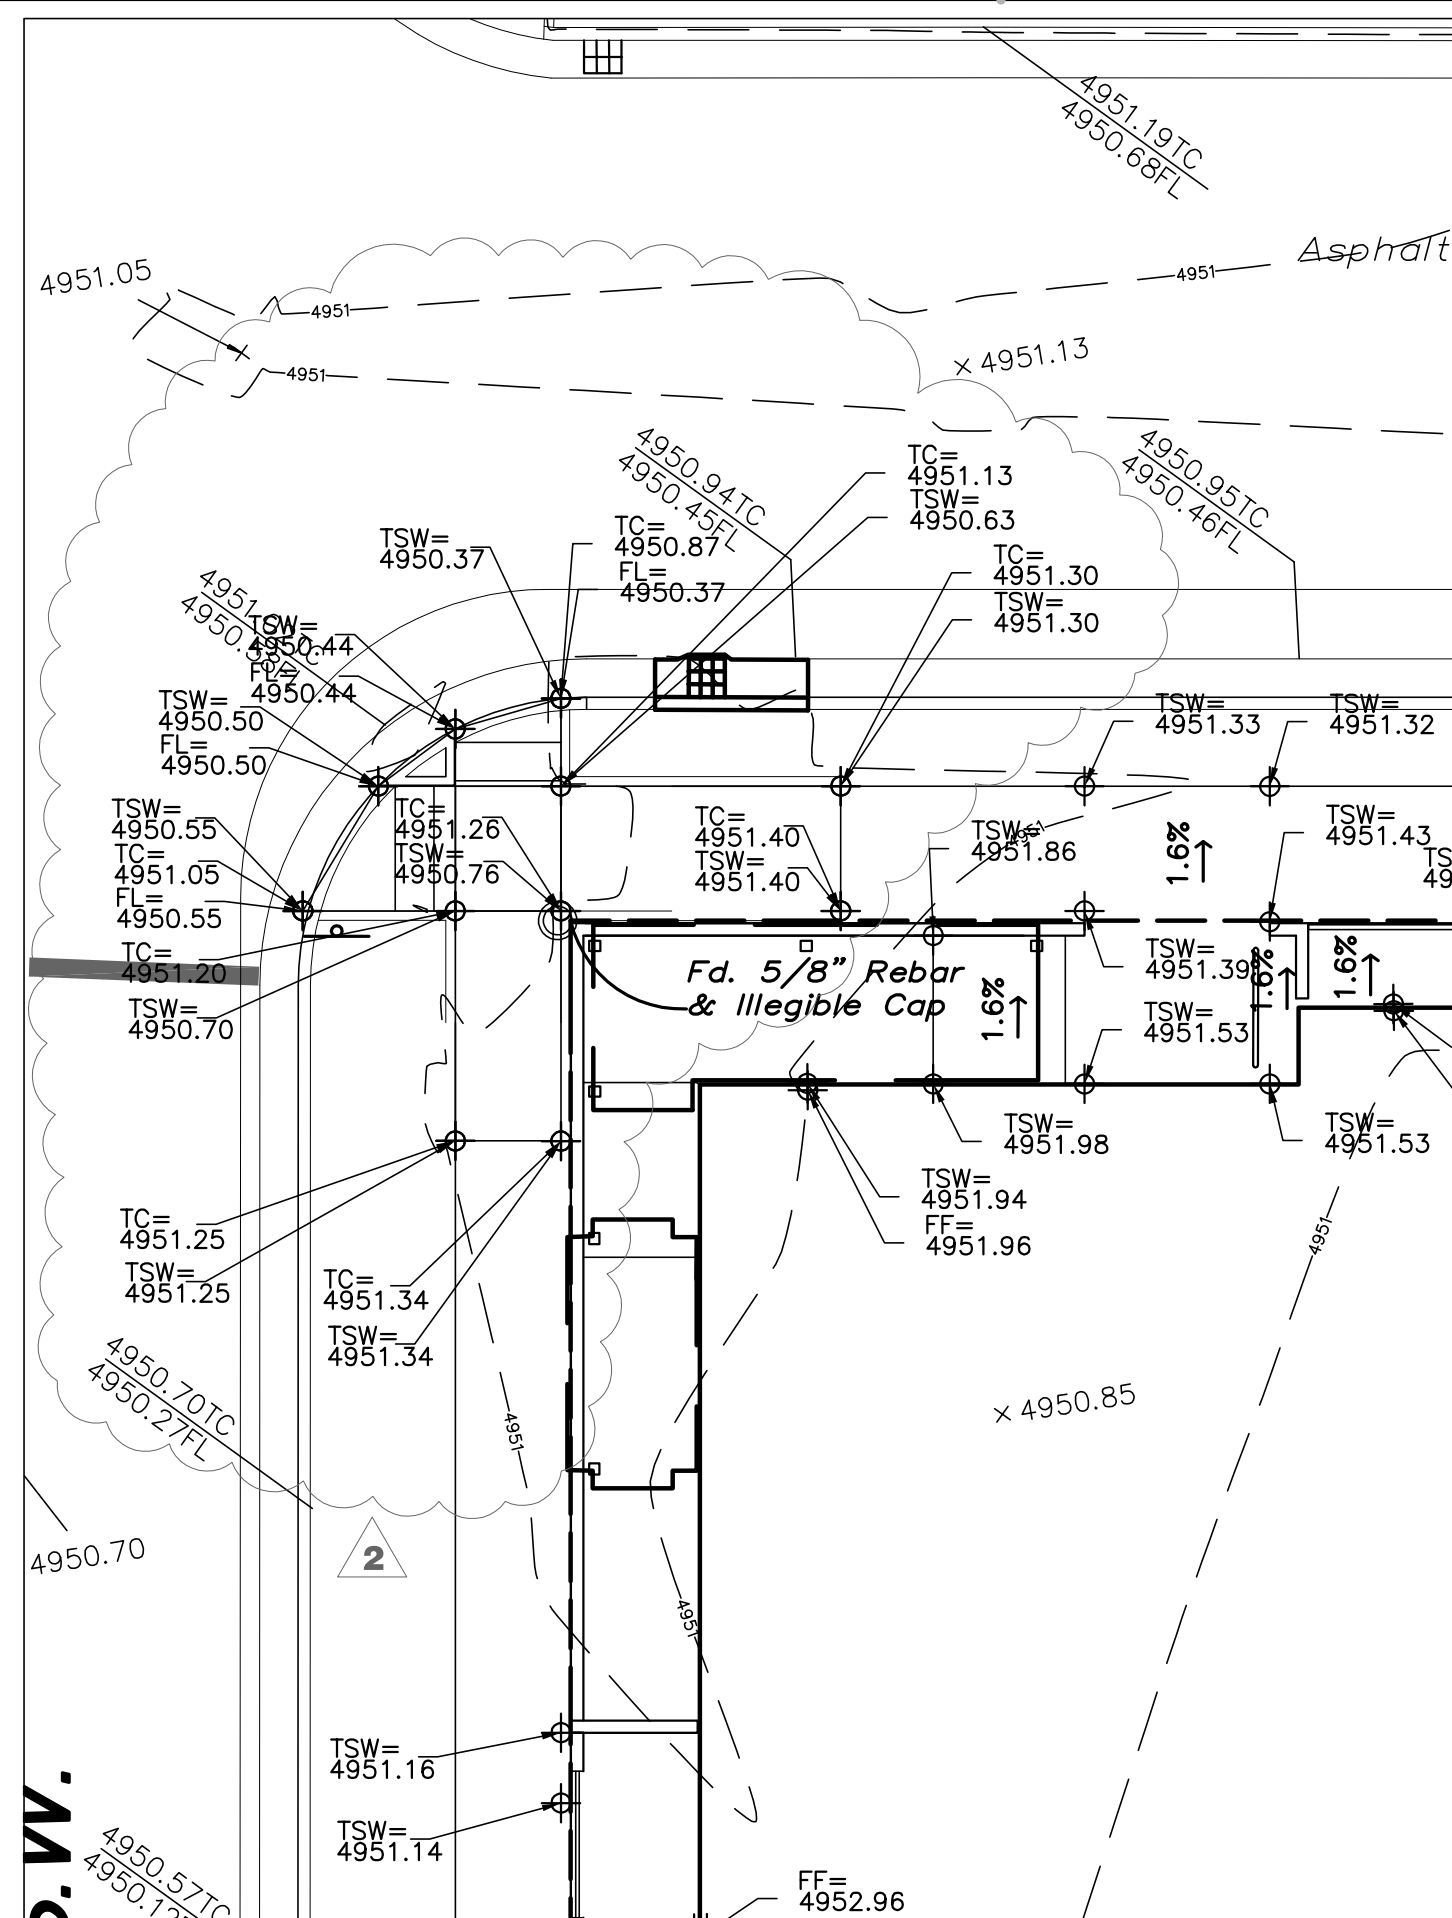 4951.19TC
4950.68FL
Asphalt
4951.05
4951
4951
4951
× 4951.13
4950.94TC
4950.45FL
4950.95TC
4950.46FL
TC=
4951.13
TSW=
4950.63
TSW=
4950.37
TC=
4950.87
FL=
4950.37
TC=
4951.30
TSW=
4951.30
TSW=
4950.44
FL=
4950.44
TSW=
4950.50
FL=
4950.50
TSW=
4951.33
TSW=
4951.32
TSW=
4950.55
TC=
4951.05
FL=
4950.55
TC=
4951.26
TSW=
4950.76
TC=
4951.40
TSW=
4951.40
TSW=
4951.86
4951
1.6%
TSW=
4951.43
TS
49
TC=
4951.20
TSW=
4950.70
Fd. 5/8" Rebar
& Illegible Cap
1.6%
TSW=
4951.39
1.6%
1.6%
TSW=
4951.53
TSW=
4951.98
TSW=
4951.53
TSW=
4951.94
FF=
4951.96
TC=
4951.25
TSW=
4951.25
TC=
4951.34
TSW=
4951.34
4951
4950.70TC
4950.27FL
4951
× 4950.85
4950.70
2
4951
TSW=
4951.16
TSW=
4951.14
4950.57TC
FF=
4952.96